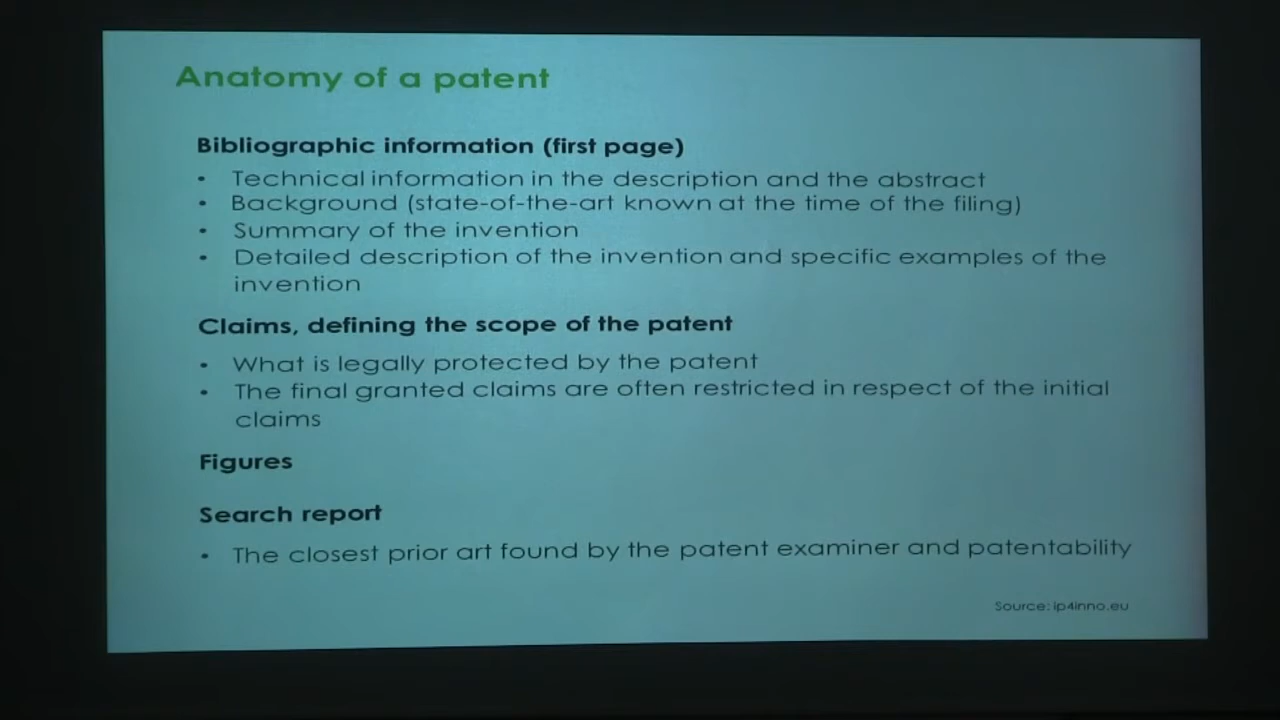 Anatomy of a patent
Bibliographic information (first page)
• Technical information in the description and the abstract
• Background (state-of-the-art known at the time of the filing)
• Summary of the invention
• Detailed description of the invention and specific examples of the
invention
Claims, defining the scope of the patent
• What is legally protected by the patent
• The final granted claims are often restricted in respect of the initial
claims
Figures
Search report
• The closest prior art found by the patent examiner and patentability
Source: ip4inno.eu